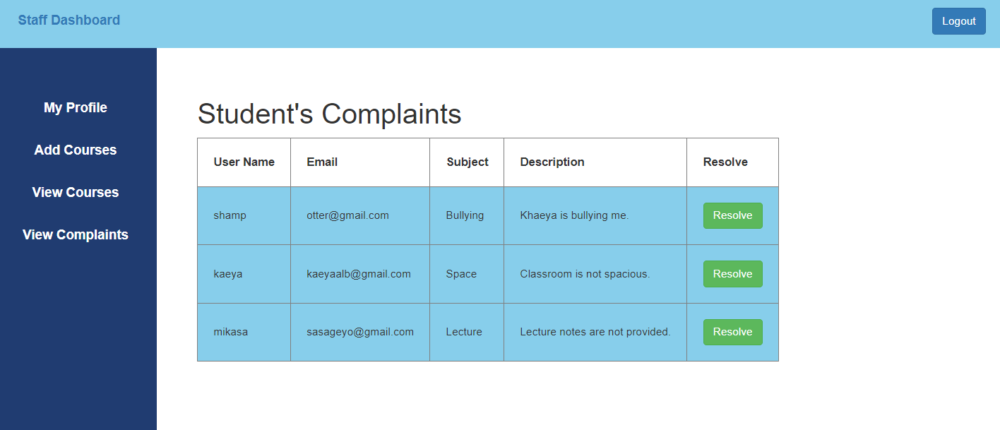 Staff Dashboard
Logout
My Profile
Add Courses
View Courses
View Complaints
Student's Complaints
User Name Email Subject Description Resolve
shamp otter@gmail.com Bullying Khaeya is bullying me. Resolve
kaeya kaeyaalb@gmail.com Space Classroom is not spacious. Resolve
mikasa sasageyo@gmail.com Lecture Lecture notes are not provided. Resolve